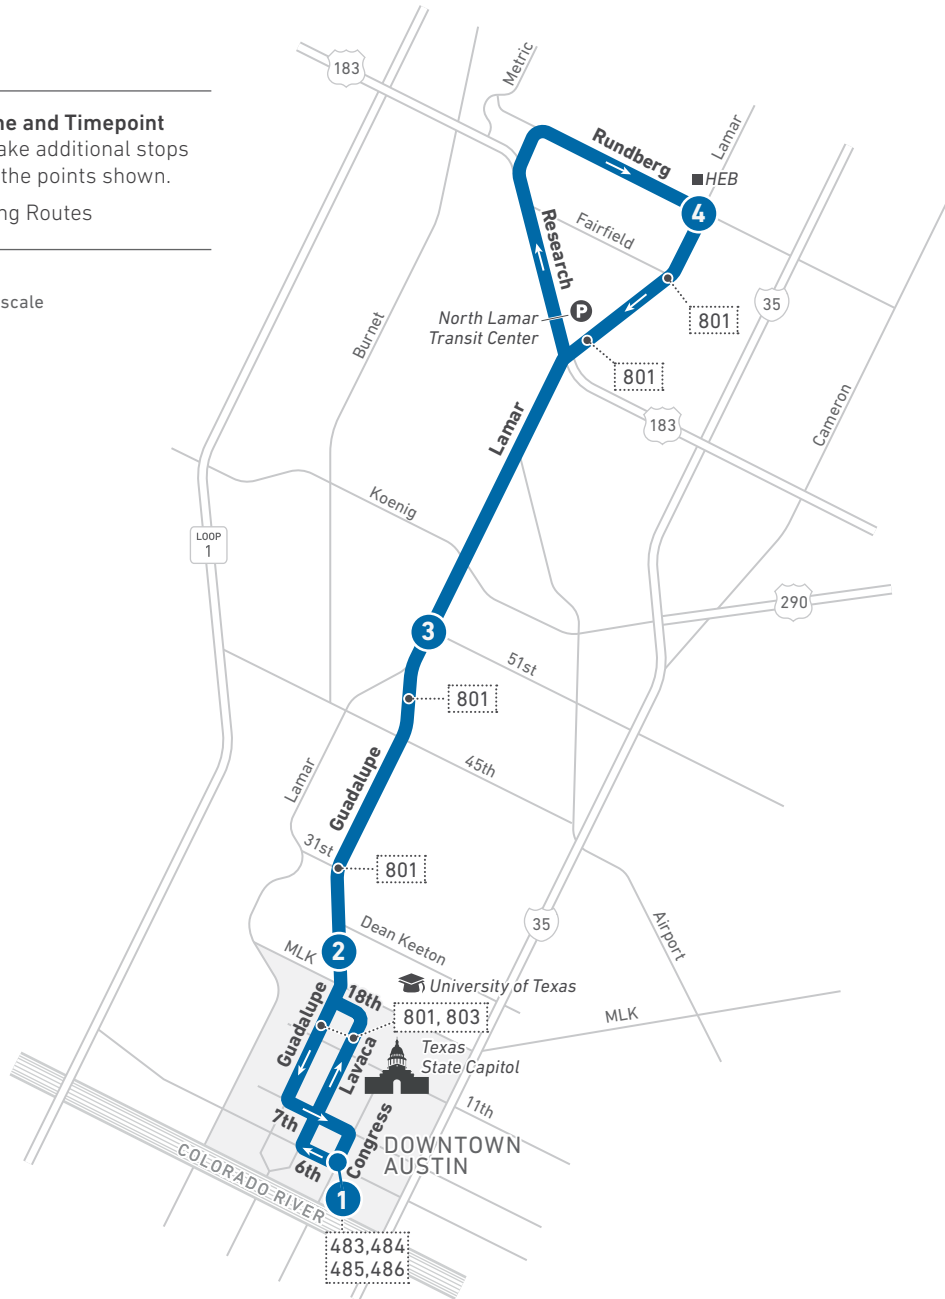 183
Metric
ne and Timepoint
ake additional stops
the points shown.
ng Routes
scale
Rundberg
Lamar
HEB
4
Fairfield
Research
35
801
P
North Lamar
Transit Center
801
Burnet
183
Cameron
Lamar
Koenig
LOOP
1
290
3
51st
801
45th
Guadalupe
Lamar
31st
801
35
Airport
Dean Keeton
MLK
2
University of Texas
18th
801, 803
MLK
Guadalupe
Lavaca
Texas
State Capitol
11th
7th
Congress
DOWNTOWN
AUSTIN
6th
COLORADO RIVER
1
483,484
485,486